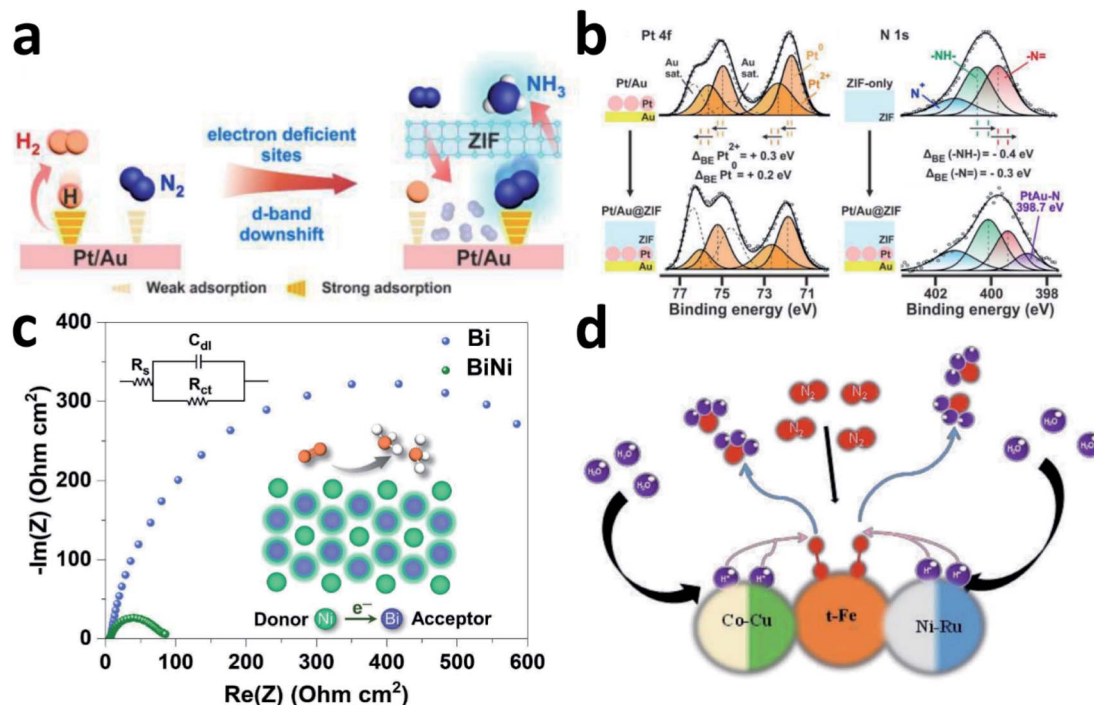 a
H2
H
N2
Pt/Au
electron deficient
sites
d-band
downshift
NH3
ZIF
Pt/Au
Weak adsorption
Strong adsorption
b
Pt 4f
Pt/Au
Pt
Au
Au
sat.
Au
sat.
Pt0
Pt2+
ΔBE Pt2+ = + 0.3 eV
ΔBE Pt0 = + 0.2 eV
Pt/Au@ZIF
ZIF
Pt
Au
77 75 73 71
Binding energy (eV)
N 1s
ZIF-only
ZIF
-NH-
-N=
N+
ΔBE (-NH-) = - 0.4 eV
ΔBE (-N=) = - 0.3 eV
Pt/Au@ZIF
ZIF
Pt
Au
PtAu-N
398.7 eV
402 400 398
Binding energy (eV)
c
400
300
200
100
0
-Im(Z) (Ohm cm2)
Cdl
Rs
Rct
Bi
BiNi
Donor Ni e− Bi Acceptor
0 100 200 300 400 500 600
Re(Z) (Ohm cm2)
d
N2
N2
N2
N2
H2O
H2O
H2O
H2O
H2O
H2O
H+
H+
H+
H+
Co-Cu
t-Fe
Ni-Ru